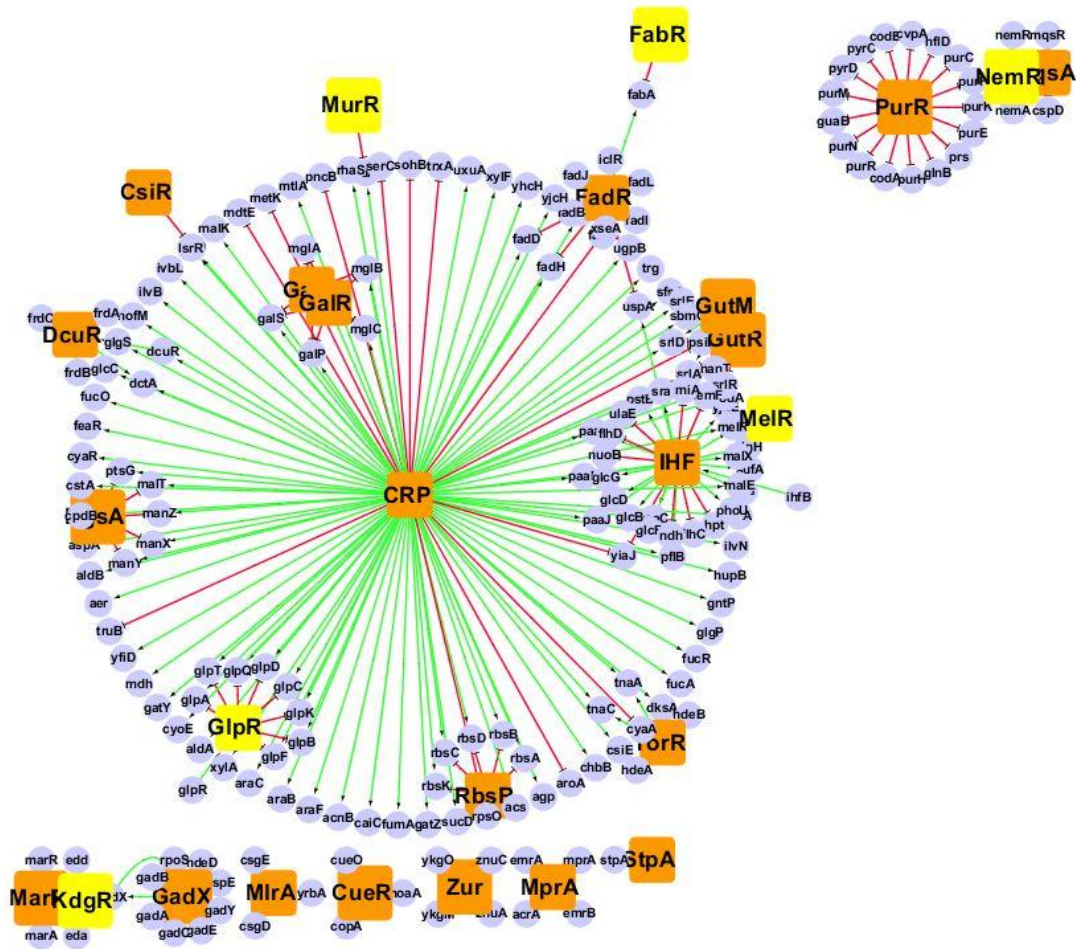 FabR
nemR mqsR
codB cvpA
pyrC hflD
purC
NemR
pyrD
MurR
fabA
purM PurR purK
nemA cspD
guaB purE
purN prs
purR glnB
codA purH
iclR
pncB rhaS serC sohB trxA uxuA
fadJ
mtlA xylF fadL
CsiR metK yhcH FadR
mdtE yjcH fadB fadI
malK xseA
lsrR mglA fadD ugpB
ivbL mglB fadH trg
ilvB GalR uspA GutM
frdA galS mglC srlD GutR
frdC DcuR glgS dcuR galP
frdB glcC dctA srlA srlR
fucO ulaE MelR
feaR flhD melR
cyaR ptsG nuoB IHF malX
cstA malT glcG malE
cpdB manZ CRP glcD ihfB
paaJ glcB phoU
aspA manX ndh hpt
manY yiaJ pflB ilvN
aldB hupB
aer gntP
truB glgP
yfiD fucR
mdh glpT glpQ glpD tnaA fucA
gatY glpA glpC tnaC dksA hdeB
cyoE GlpR glpK rbsD rbsB cyaA
aldA glpB rbsC rbsA csiE
xylA glpF chbB hdeA
glpR araC rbsK RbsP aroA
araB acs agp
araF acnB caiC fumA gatZ sucD rpsO
marR edd rpoS csgE cueO ykgO znuC emrA mprA stpA StpA
gadB
KdgR GadX MlrA yrbA CueR Zur MprA
gadA gadY
marA eda gadE csgD copA ykgM znuA acrA emrB